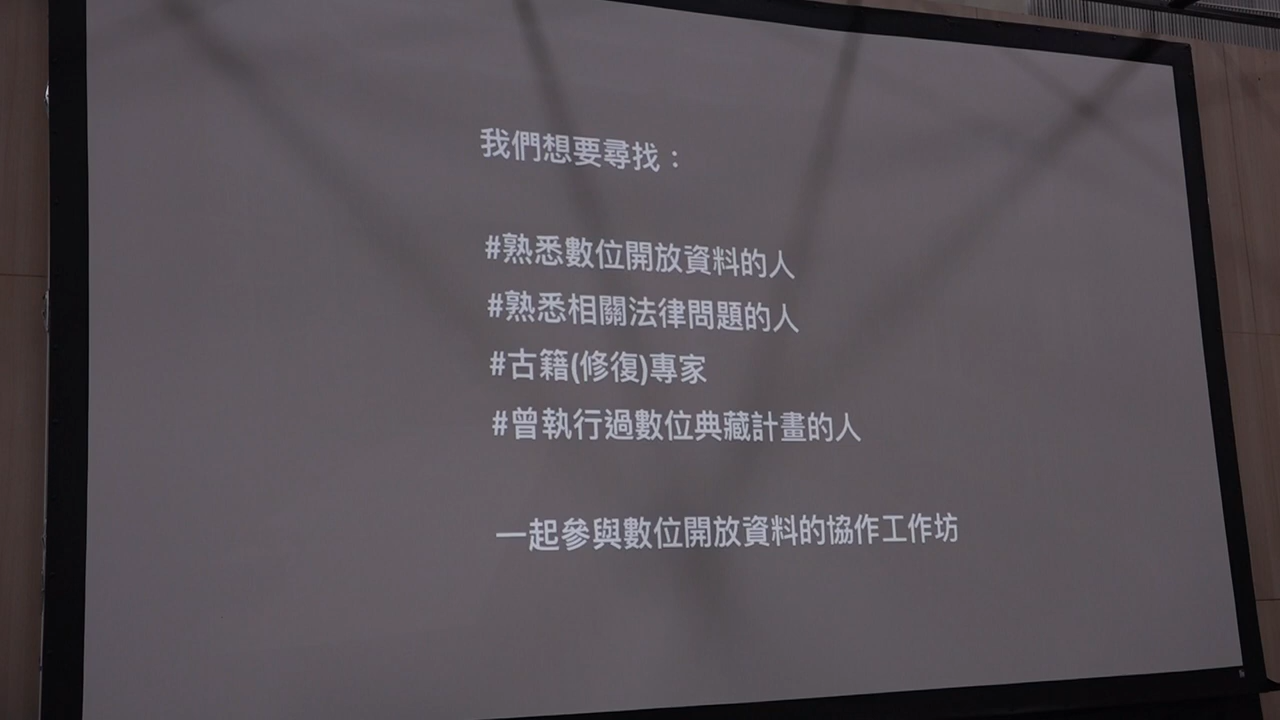 我們想要尋找：
#熟悉數位開放資料的人
#熟悉相關法律問題的人
#古籍(修復)專家
#曾執行過數位典藏計畫的人
一起參與數位開放資料的協作工作坊